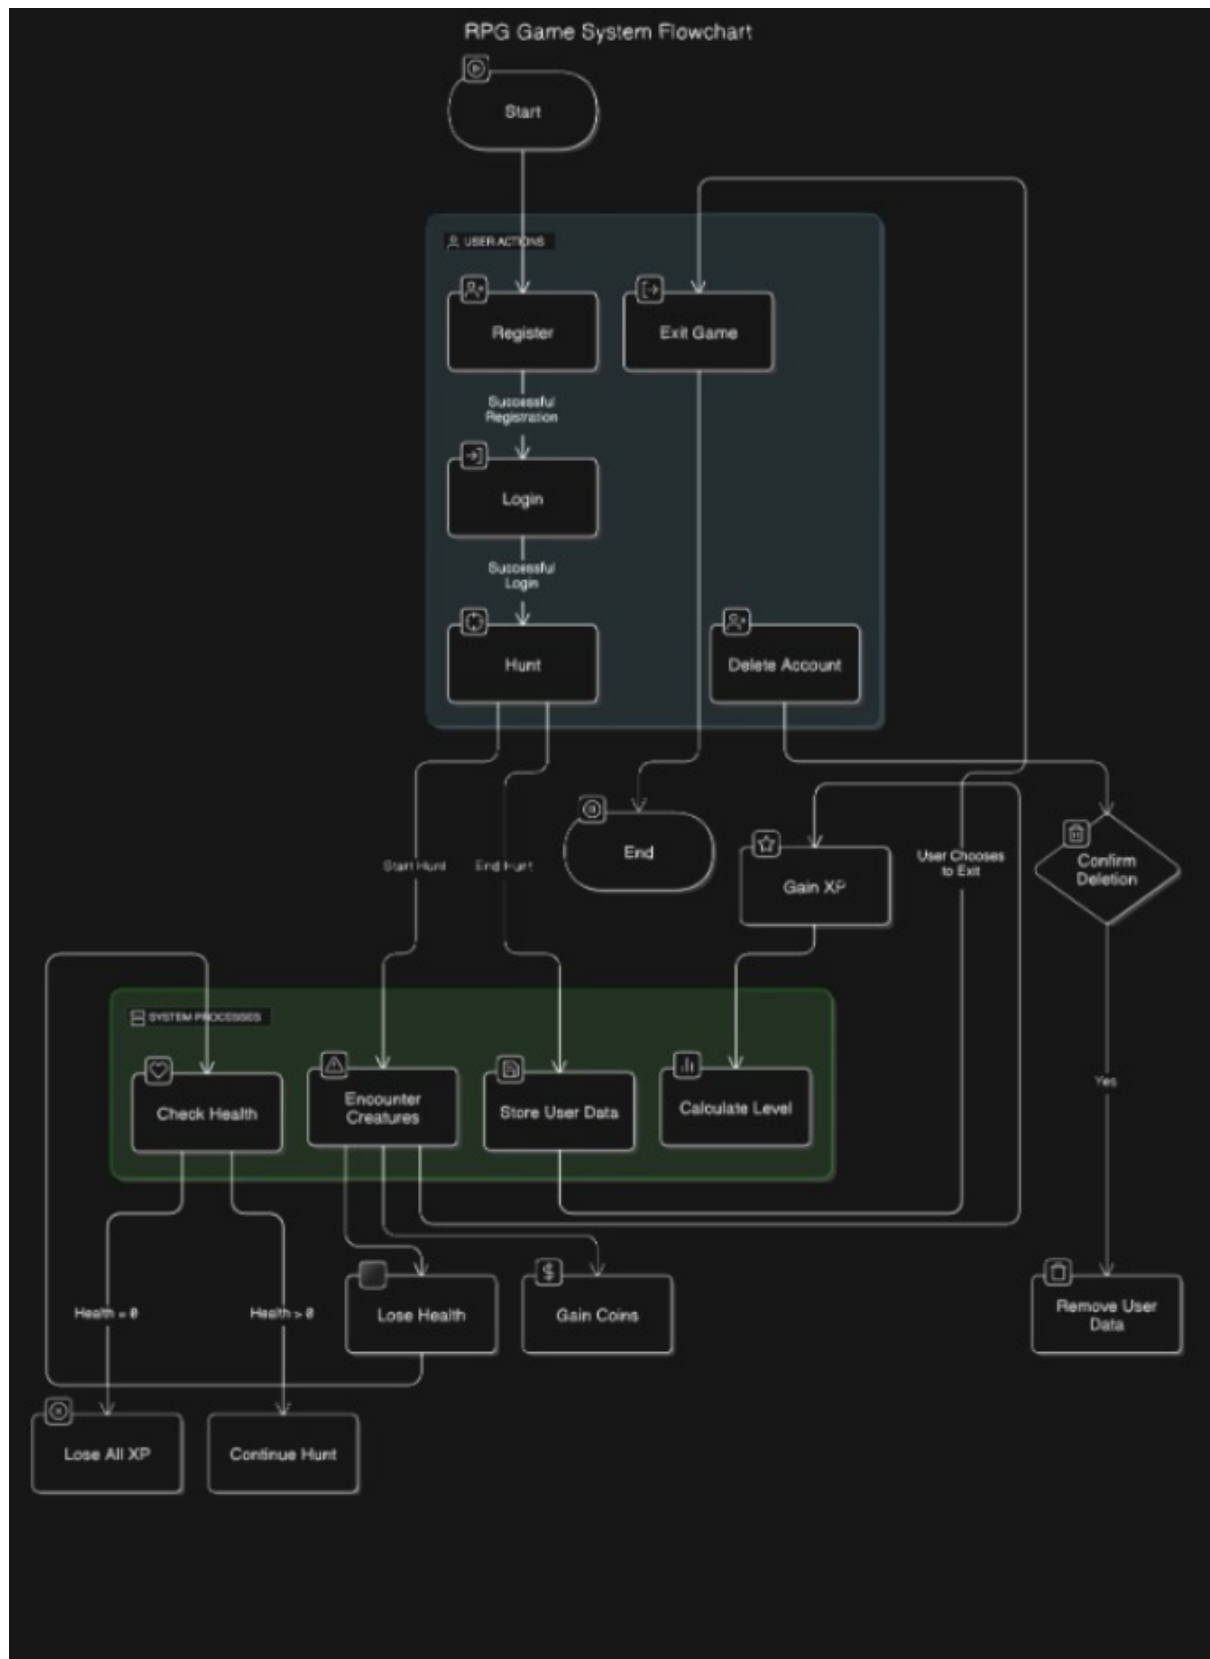 RPG Game System Flowchart
Start
USER ACTIONS
Register
Exit Game
Successful
Registration
Login
Successful
Login
Hunt
Delete Account
Start Hunt
End Hunt
End
Gain XP
User Chooses
to Exit
Confirm
Deletion
SYSTEM PROCESSES
Check Health
Encounter
Creatures
Store User Data
Calculate Level
Yes
Health = 0
Health > 0
Lose Health
$
Gain Coins
Remove User
Data
Lose All XP
Continue Hunt